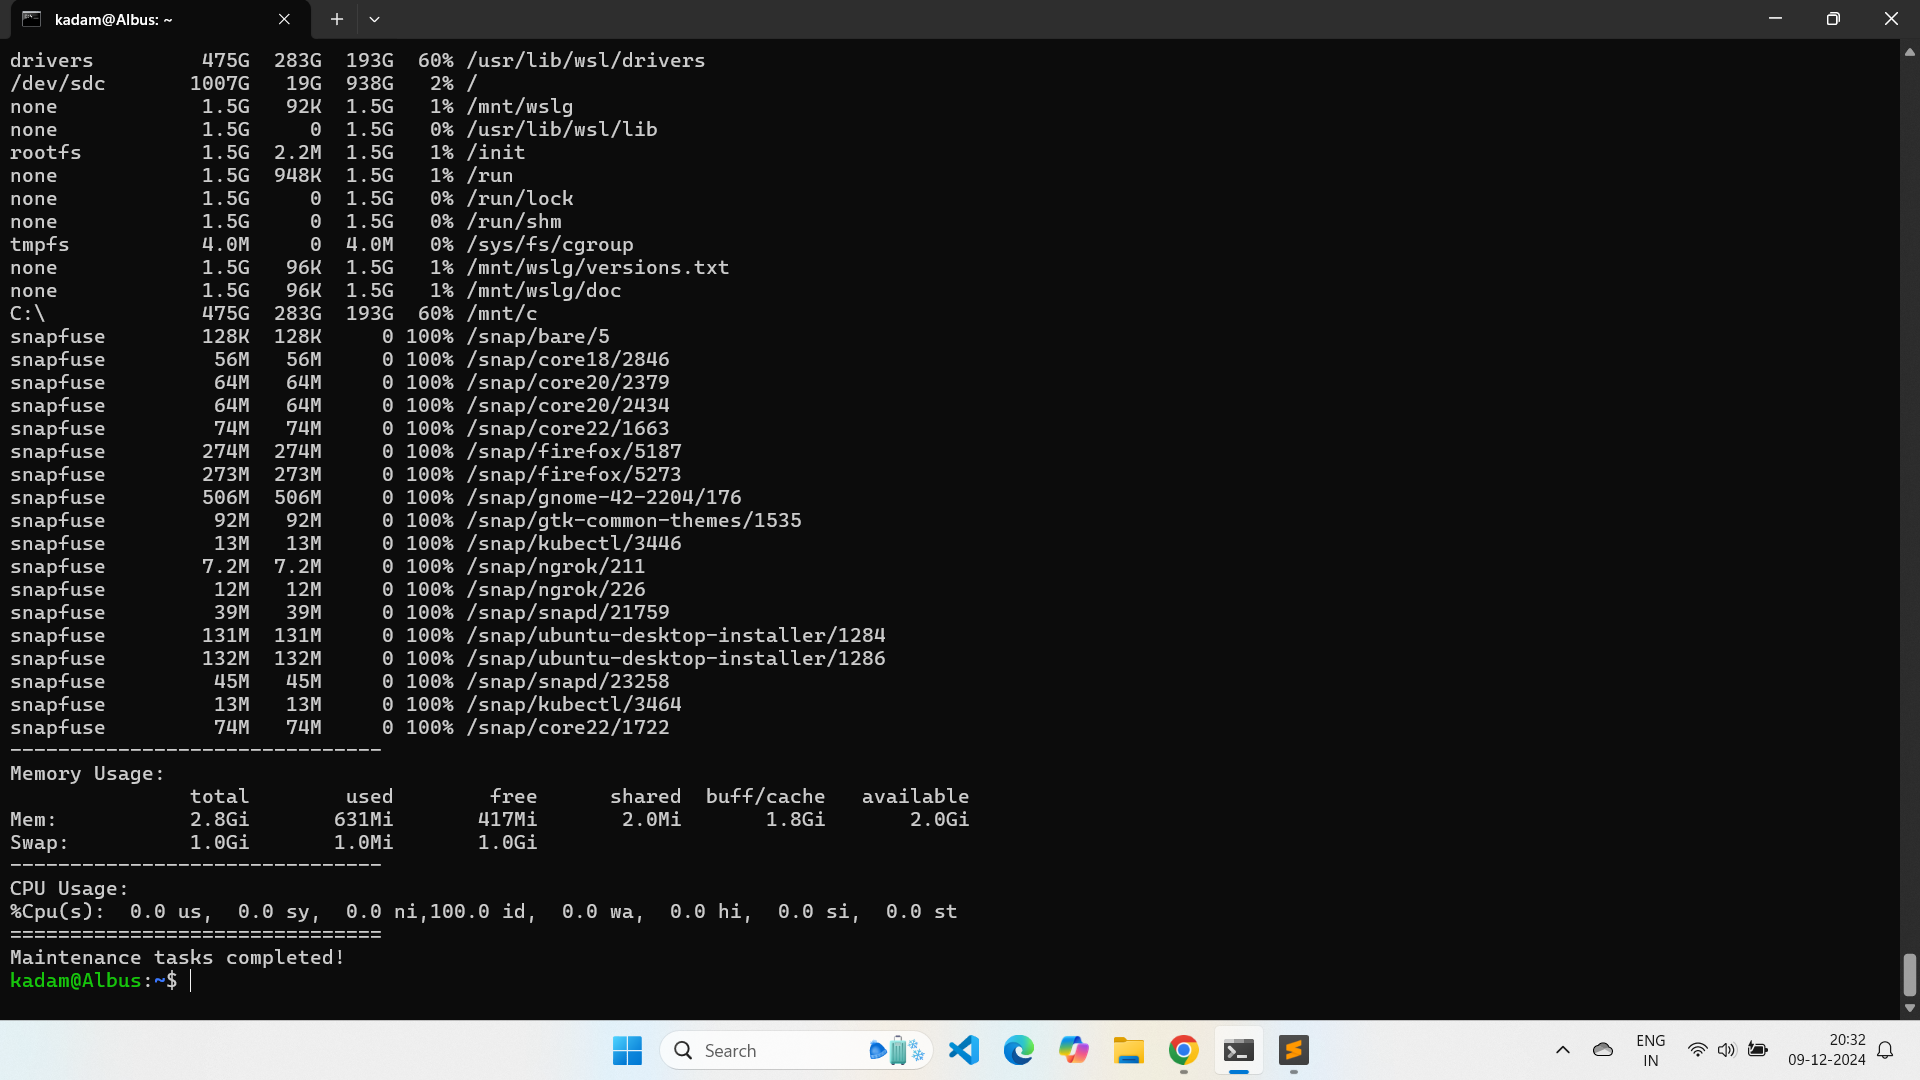 kadam@Albus: ~
drivers 475G 283G 193G 60% /usr/lib/wsl/drivers
/dev/sdc 1007G 19G 938G 2% /
none 1.5G 92K 1.5G 1% /mnt/wslg
none 1.5G 0 1.5G 0% /usr/lib/wsl/lib
rootfs 1.5G 2.2M 1.5G 1% /init
none 1.5G 948K 1.5G 1% /run
none 1.5G 0 1.5G 0% /run/lock
none 1.5G 0 1.5G 0% /run/shm
tmpfs 4.0M 0 4.0M 0% /sys/fs/cgroup
none 1.5G 96K 1.5G 1% /mnt/wslg/versions.txt
none 1.5G 96K 1.5G 1% /mnt/wslg/doc
C:\ 475G 283G 193G 60% /mnt/c
snapfuse 128K 128K 0 100% /snap/bare/5
snapfuse 56M 56M 0 100% /snap/core18/2846
snapfuse 64M 64M 0 100% /snap/core20/2379
snapfuse 64M 64M 0 100% /snap/core20/2434
snapfuse 74M 74M 0 100% /snap/core22/1663
snapfuse 274M 274M 0 100% /snap/firefox/5187
snapfuse 273M 273M 0 100% /snap/firefox/5273
snapfuse 506M 506M 0 100% /snap/gnome-42-2204/176
snapfuse 92M 92M 0 100% /snap/gtk-common-themes/1535
snapfuse 13M 13M 0 100% /snap/kubectl/3446
snapfuse 7.2M 7.2M 0 100% /snap/ngrok/211
snapfuse 12M 12M 0 100% /snap/ngrok/226
snapfuse 39M 39M 0 100% /snap/snapd/21759
snapfuse 131M 131M 0 100% /snap/ubuntu-desktop-installer/1284
snapfuse 132M 132M 0 100% /snap/ubuntu-desktop-installer/1286
snapfuse 45M 45M 0 100% /snap/snapd/23258
snapfuse 13M 13M 0 100% /snap/kubectl/3464
snapfuse 74M 74M 0 100% /snap/core22/1722
-------------------------------
Memory Usage:
total used free shared buff/cache available
Mem: 2.8Gi 631Mi 417Mi 2.0Mi 1.8Gi 2.0Gi
Swap: 1.0Gi 1.0Mi 1.0Gi
-------------------------------
CPU Usage:
%Cpu(s): 0.0 us, 0.0 sy, 0.0 ni,100.0 id, 0.0 wa, 0.0 hi, 0.0 si, 0.0 st
===============================
Maintenance tasks completed!
kadam@Albus:~$
Search
ENG
IN
20:32
09-12-2024